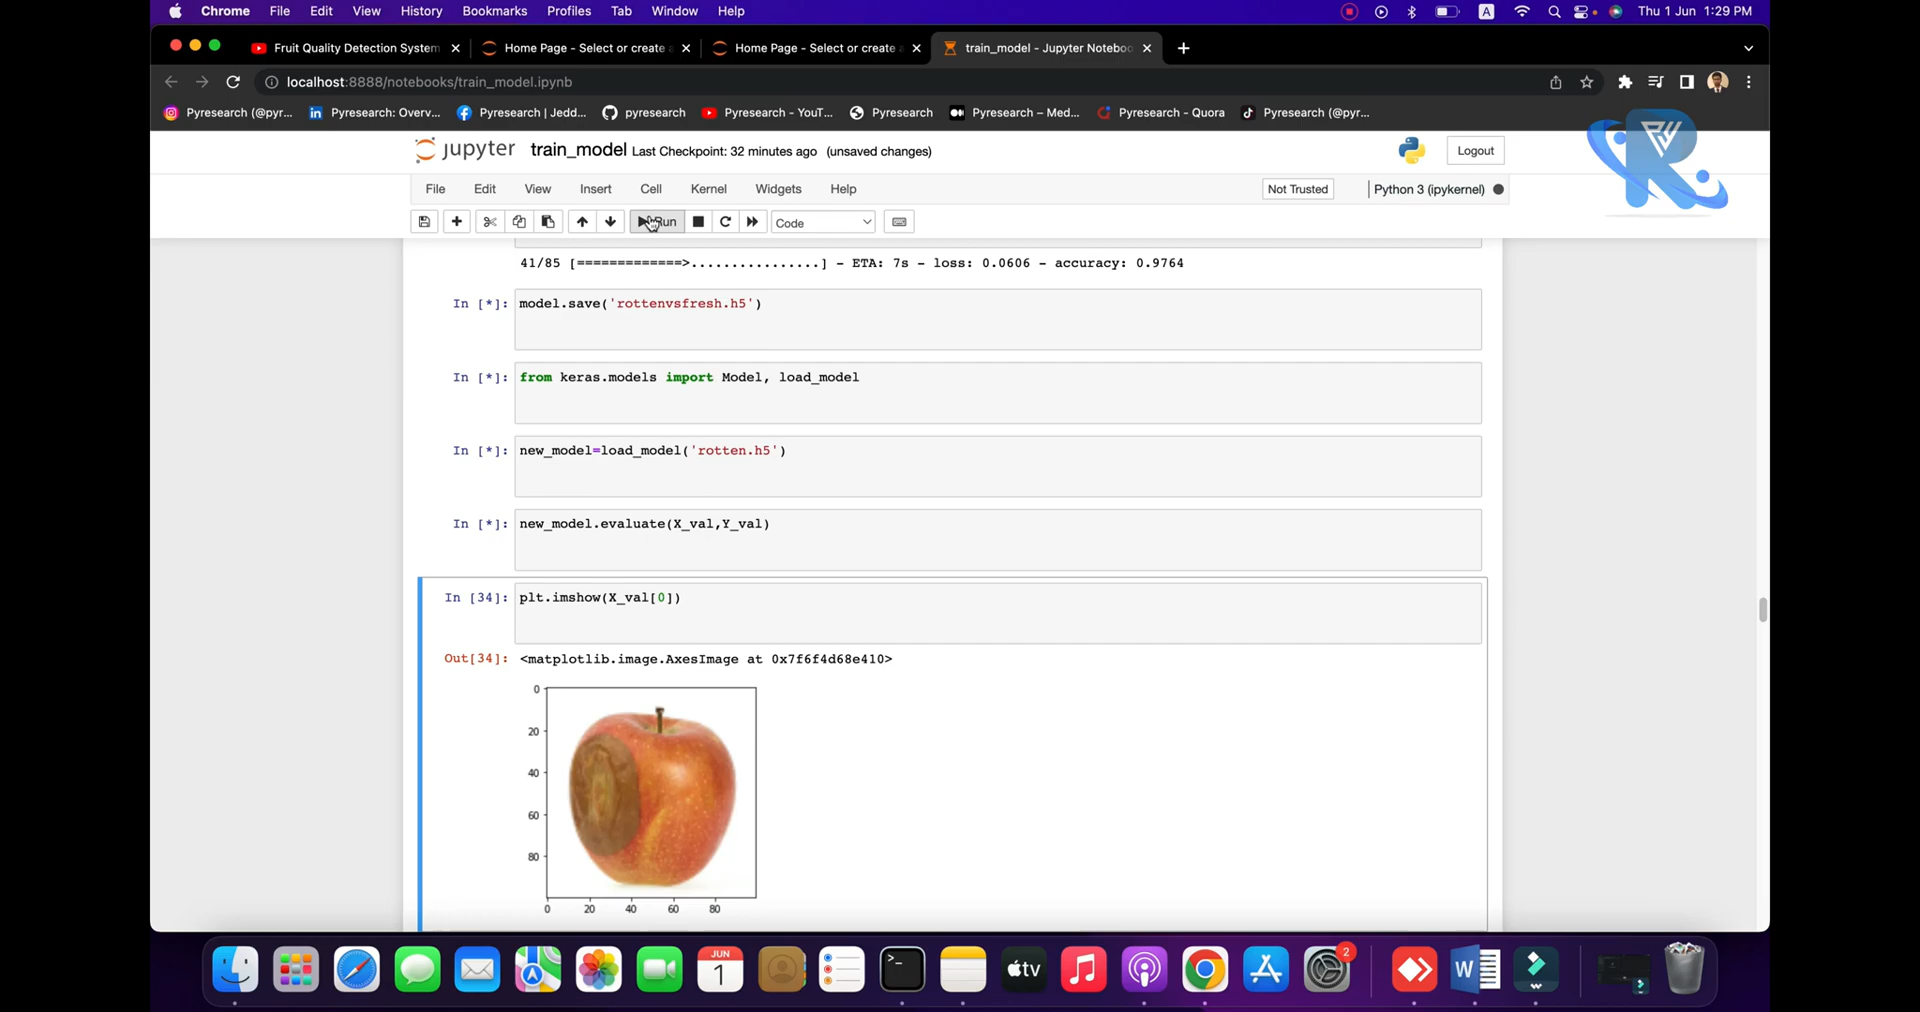 Chrome File Edit View History Bookmarks Profiles Tab Window Help A Thu 1 Jun 1:29 PM
Fruit Quality Detection System Home Page - Select or create a Home Page - Select or create a train_model - Jupyter Noteboo
localhost:8888/notebooks/train_model.ipynb
Pyresearch (@pyr... Pyresearch: Overv... Pyresearch | Jedd... pyresearch Pyresearch - YouT... Pyresearch Pyresearch – Med... Pyresearch - Quora Pyresearch (@pyr...
jupyter train_model Last Checkpoint: 32 minutes ago (unsaved changes) Logout
File Edit View Insert Cell Kernel Widgets Help Not Trusted Python 3 (ipykernel)
Run Code
41/85 [=============>................] - ETA: 7s - loss: 0.0606 - accuracy: 0.9764
In [*]: model.save('rottenvsfresh.h5')
In [*]: from keras.models import Model, load_model
In [*]: new_model=load_model('rotten.h5')
In [*]: new_model.evaluate(X_val,Y_val)
In [34]: plt.imshow(X_val[0])
Out[34]: <matplotlib.image.AxesImage at 0x7f6f4d68e410>
0
20
40
60
80
0 20 40 60 80
JUN
1
tv
2
W